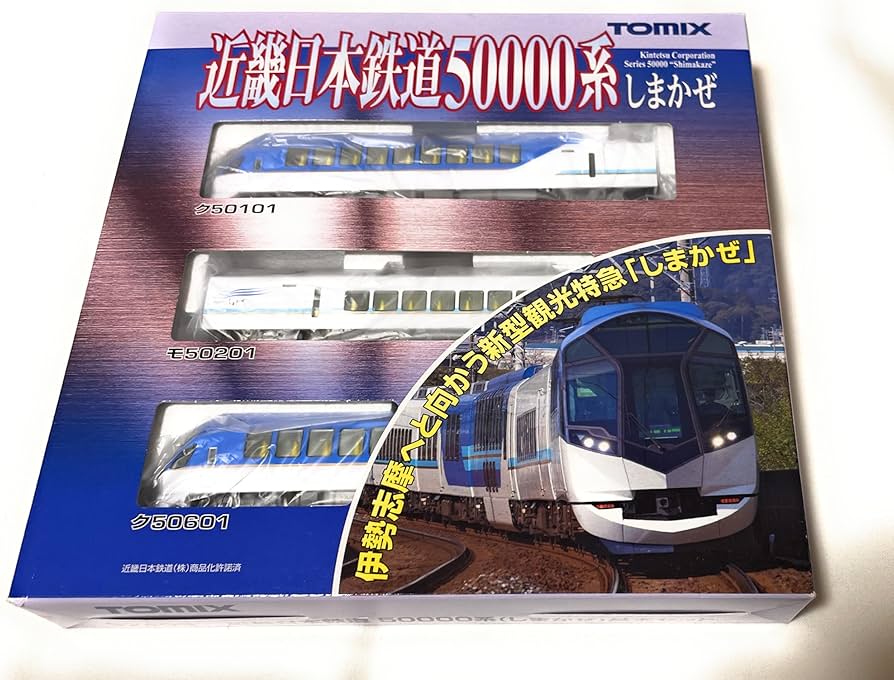 TOMIX
近畿日本鉄道50000系
しまかぜ
Kintetsu Corporation
Series 50000 "Shimakaze"
ク50101
モ50201
ク50601
伊勢志摩へと向かう新型観光特急「しまかぜ」
近畿日本鉄道(株)商品化許諾済
TOMIX